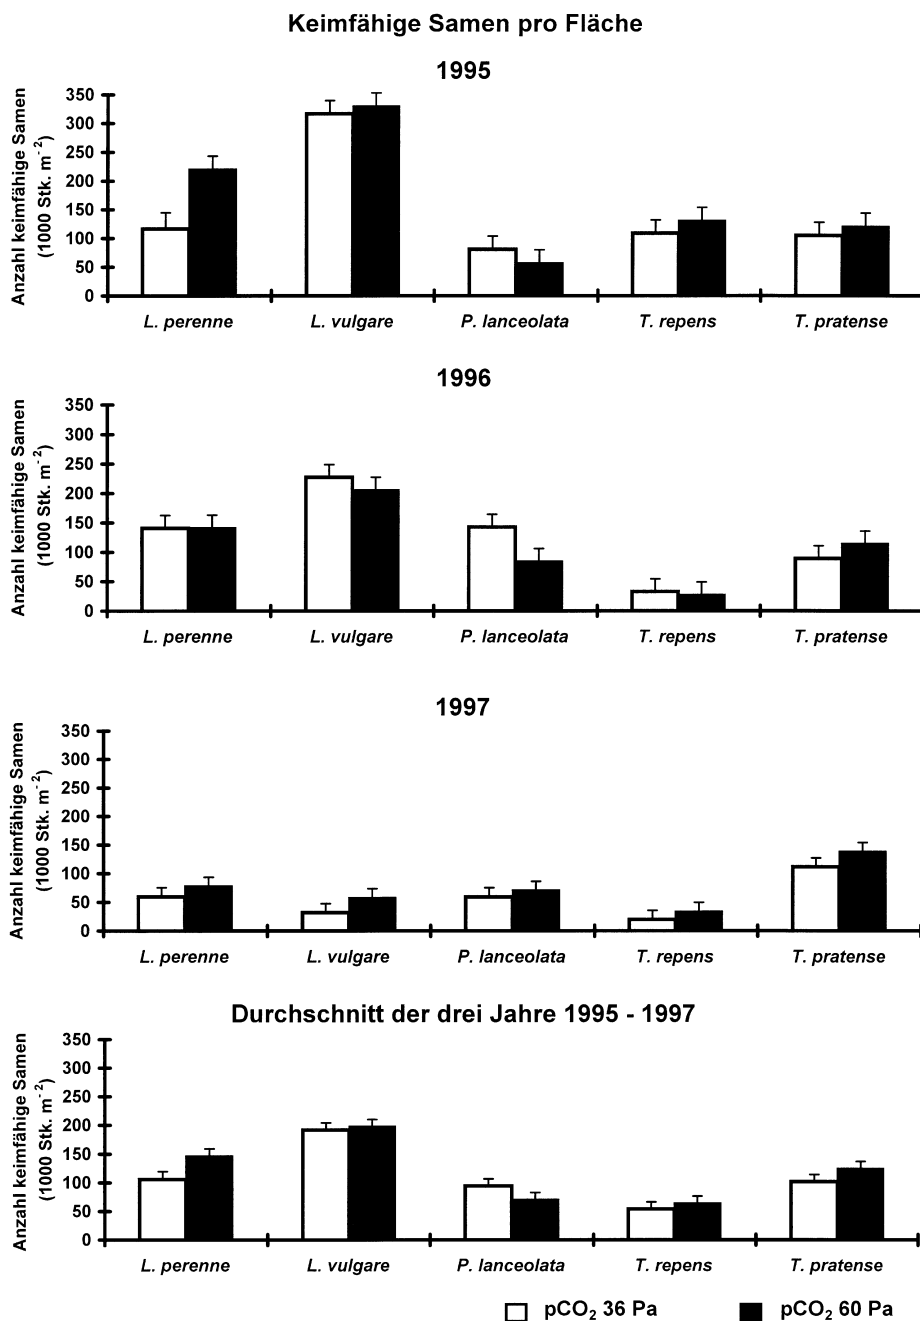 Keimfähige Samen pro Fläche
1995
Anzahl keimfähige Samen
(1000 Stk. m⁻²)
350
300
250
200
150
100
50
0
L. perenne
L. vulgare
P. lanceolata
T. repens
T. pratense
1996
Anzahl keimfähige Samen
(1000 Stk. m⁻²)
350
300
250
200
150
100
50
0
L. perenne
L. vulgare
P. lanceolata
T. repens
T. pratense
1997
Anzahl keimfähige Samen
(1000 Stk. m⁻²)
350
300
250
200
150
100
50
0
L. perenne
L. vulgare
P. lanceolata
T. repens
T. pratense
Durchschnitt der drei Jahre 1995 - 1997
Anzahl keimfähige Samen
(1000 Stk. m⁻²)
350
300
250
200
150
100
50
0
L. perenne
L. vulgare
P. lanceolata
T. repens
T. pratense
pCO₂ 36 Pa
pCO₂ 60 Pa